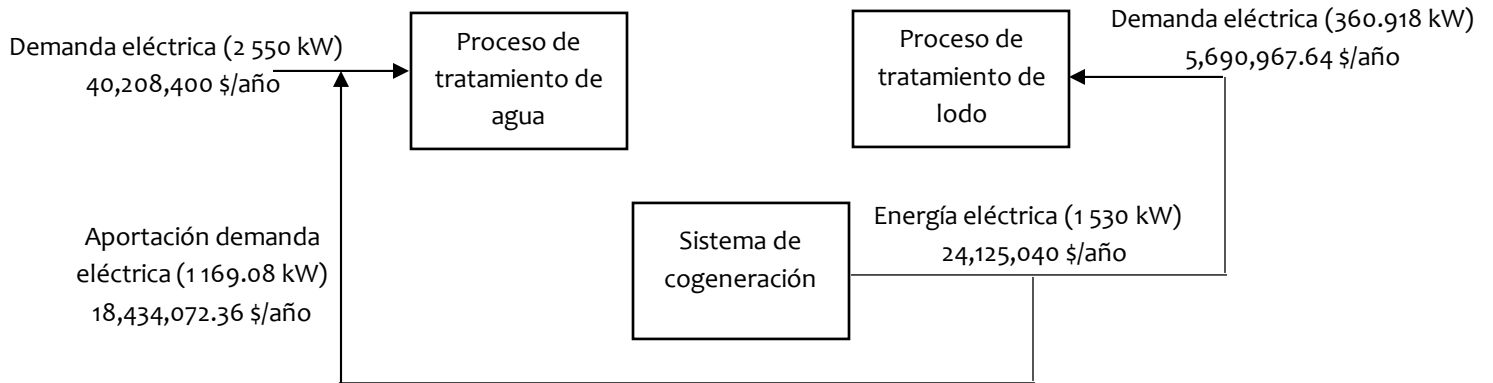 Demanda eléctrica (2 550 kW)
40,208,400 $/año
Proceso de
tratamiento de
agua
Proceso de
tratamiento de
lodo
Demanda eléctrica (360.918 kW)
5,690,967.64 $/año
Aportación demanda
eléctrica (1 169.08 kW)
18,434,072.36 $/año
Sistema de
cogeneración
Energía eléctrica (1 530 kW)
24,125,040 $/año